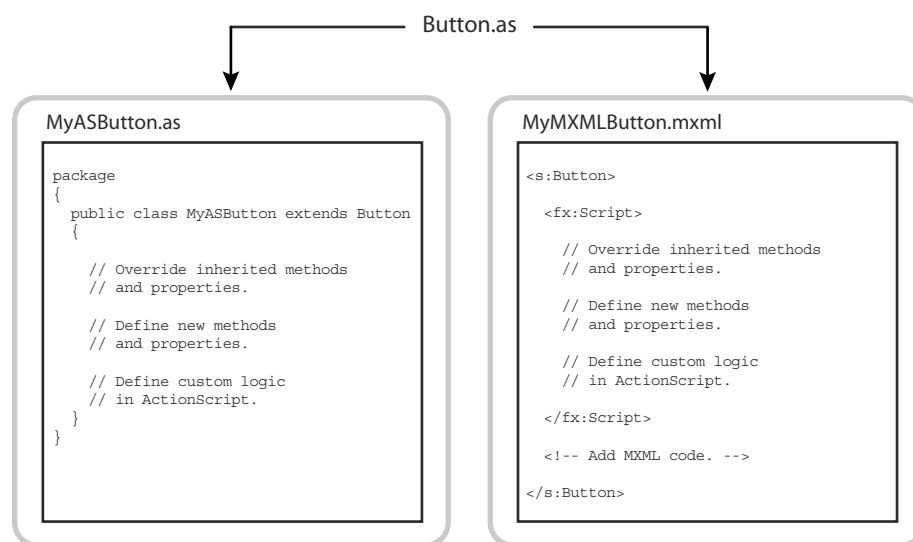 Button.as
MyASButton.as
package
{
  public class MyASButton extends Button
  {
    // Override inherited methods
    // and properties.
    // Define new methods
    // and properties.
    // Define custom logic
    // in ActionScript.
  }
}
MyMXMLButton.mxml
<s:Button>
  <fx:Script>
    // Override inherited methods
    // and properties.
    // Define new methods
    // and properties.
    // Define custom logic
    // in ActionScript.
  </fx:Script>
  <!-- Add MXML code. -->
</s:Button>